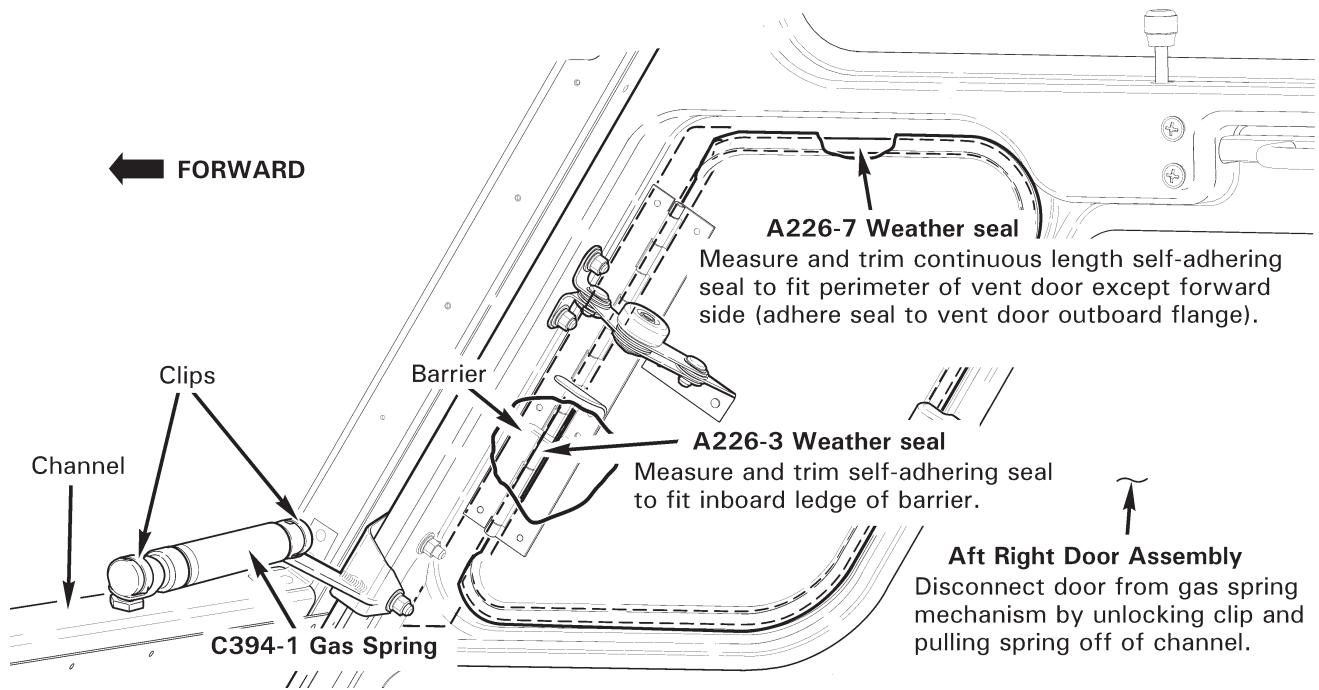 FORWARD
A226-7 Weather seal
Measure and trim continuous length self-adhering
seal to fit perimeter of vent door except forward
side (adhere seal to vent door outboard flange).
Clips
Barrier
A226-3 Weather seal
Measure and trim self-adhering seal
to fit inboard ledge of barrier.
Channel
Aft Right Door Assembly
Disconnect door from gas spring
mechanism by unlocking clip and
pulling spring off of channel.
C394-1 Gas Spring